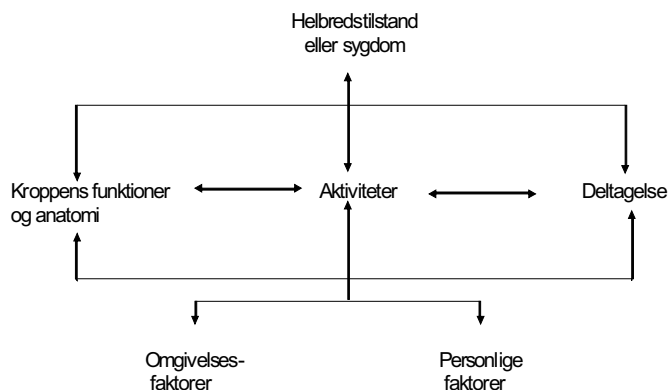 Helbredstilstand
eller sygdom
Kroppens funktioner
og anatomi
Aktiviteter
Deltagelse
Omgivelses-
faktorer
Personlige
faktorer